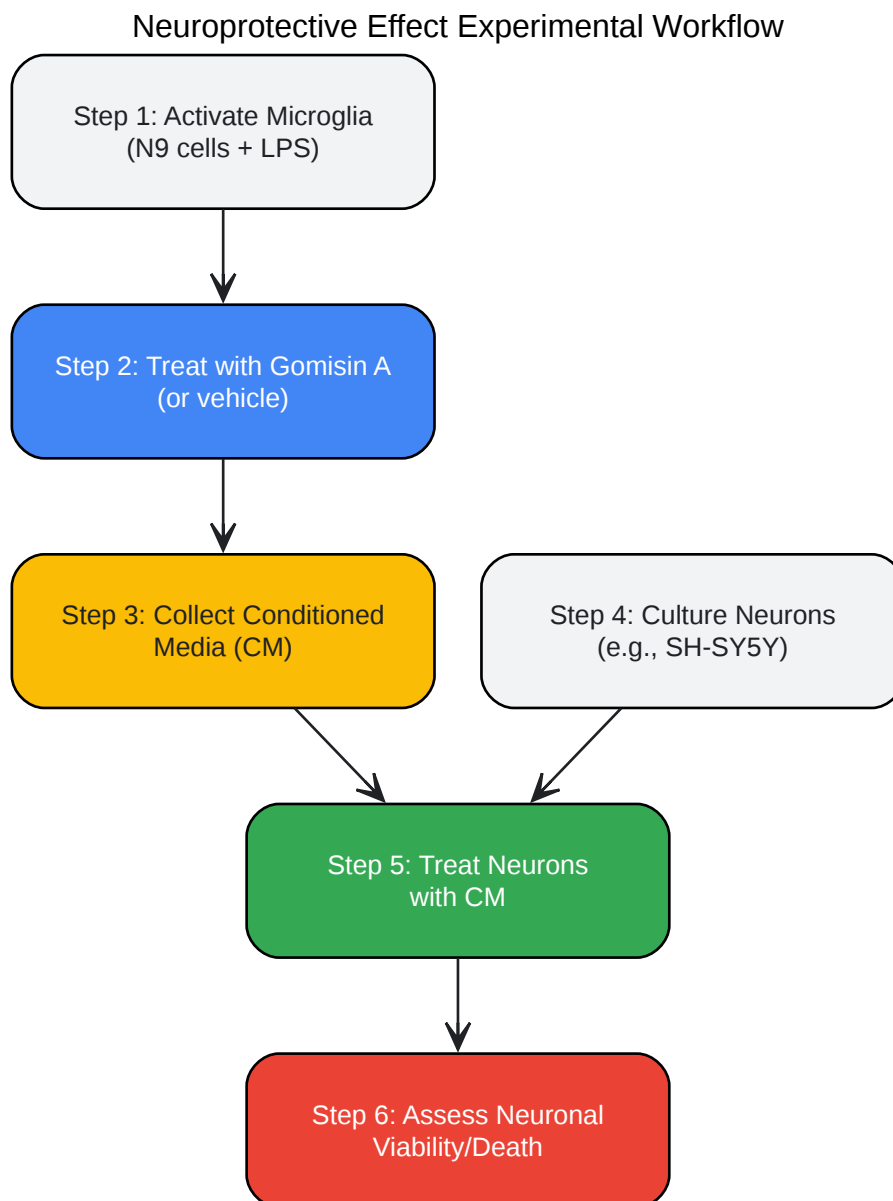 Neuroprotective Effect Experimental Workflow
Step 1: Activate Microglia
(N9 cells + LPS)
Step 2: Treat with Gomisin A
(or vehicle)
Step 3: Collect Conditioned
Media (CM)
Step 4: Culture Neurons
(e.g., SH-SY5Y)
Step 5: Treat Neurons
with CM
Step 6: Assess Neuronal
Viability/Death